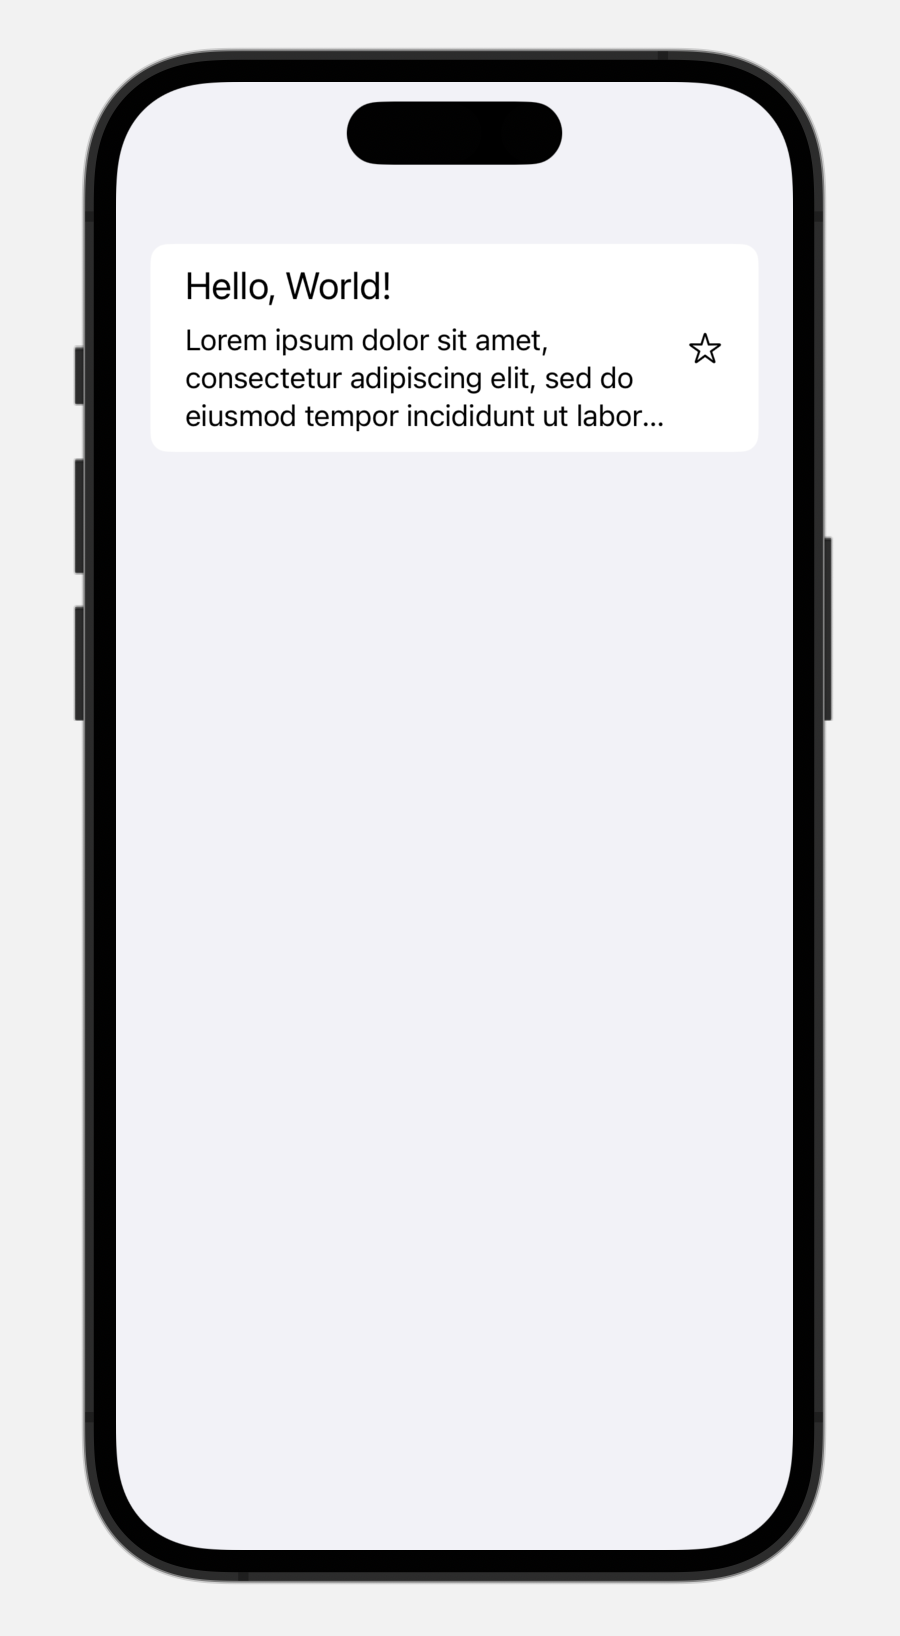 Hello, World!
Lorem ipsum dolor sit amet,
consectetur adipiscing elit, sed do
eiusmod tempor incididunt ut labor...